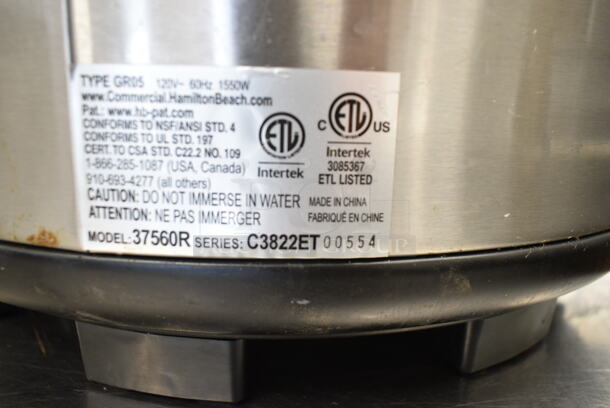 TYPE GR05 120V~ 60Hz 1550W
www.Commercial.HamiltonBeach.com
Pat.: www.hb-pat.com
CONFORMS TO NSF/ANSI STD. 4
CONFORMS TO UL STD. 197
CERT. TO CSA STD. C22.2 NO. 109
1-866-285-1087 (USA, Canada)
910-693-4277 (all others)
CAUTION: DO NOT IMMERSE IN WATER
ATTENTION: NE PAS IMMERGER
MODEL: 37560R SERIES: C3822ET 00554
ETL
Intertek
C ETL US
Intertek
3085367
ETL LISTED
MADE IN CHINA
FABRIQUÉ EN CHINE